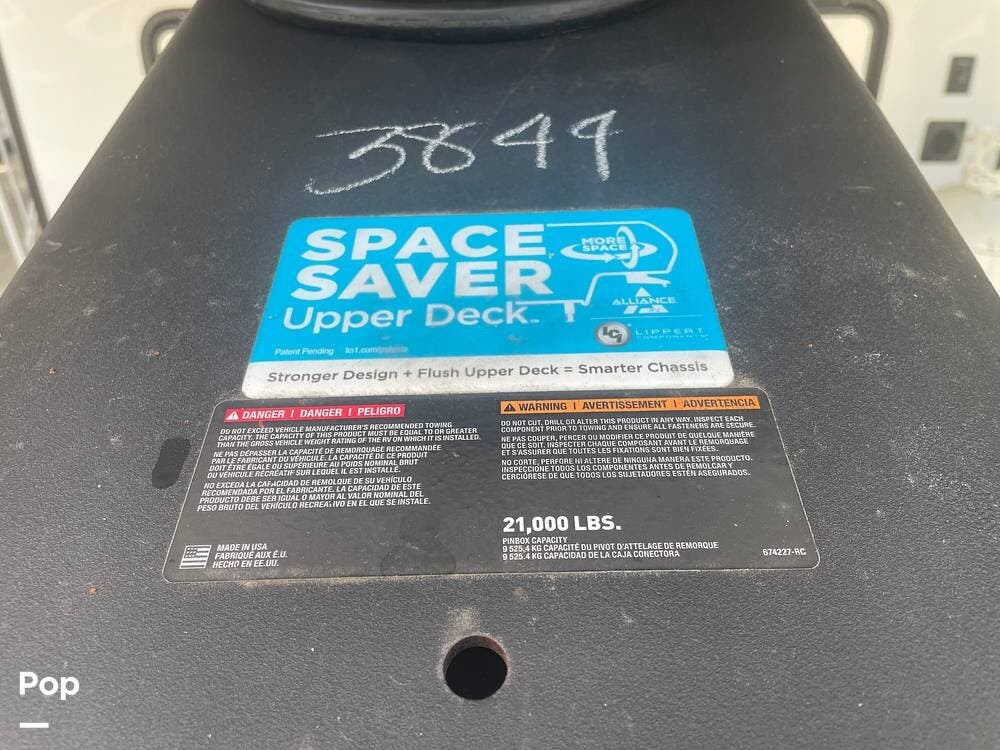 3849
SPACE
SAVER
Upper Deck™
MORE
SPACE
ALLIANCE
RV
LCI
LIPPERT
COMPONENTS
Patent Pending
Stronger Design + Flush Upper Deck = Smarter Chassis
DANGER | DANGER | PELIGRO
DO NOT EXCEED VEHICLE MANUFACTURER'S RECOMMENDED TOWING
CAPACITY. THE CAPACITY OF THIS PRODUCT MUST BE EQUAL TO OR GREATER
THAN THE GROSS VEHICLE WEIGHT RATING OF THE RV ON WHICH IT IS INSTALLED.
NE PAS DÉPASSER LA CAPACITÉ DE REMORQUAGE RECOMMANDÉE
PAR LE FABRICANT DU VÉHICULE. LA CAPACITÉ DE CE PRODUIT
DOIT ÊTRE ÉGALE OU SUPÉRIEURE AU POIDS NOMINAL BRUT
DU VÉHICULE RÉCRÉATIF SUR LEQUEL IL EST INSTALLÉ.
NO EXCEDA LA CAPACIDAD DE REMOLQUE DE SU VEHÍCULO
RECOMENDADA POR EL FABRICANTE. LA CAPACIDAD DE ESTE
PRODUCTO DEBE SER IGUAL O MAYOR AL VALOR NOMINAL DEL
PESO BRUTO DEL VEHÍCULO RECREATIVO EN EL QUE SE INSTALE.
MADE IN USA
FABRIQUÉ AUX É.U.
HECHO EN EE.UU.
WARNING | AVERTISSEMENT | ADVERTENCIA
DO NOT CUT, DRILL OR ALTER THIS PRODUCT IN ANY WAY. INSPECT EACH
COMPONENT PRIOR TO TOWING AND ENSURE ALL FASTENERS ARE SECURE.
NE PAS COUPER, PERCER OU MODIFIER CE PRODUIT DE QUELQUE MANIÈRE
QUE CE SOIT. INSPECTER CHAQUE COMPOSANT AVANT LE REMORQUAGE
ET S'ASSURER QUE TOUTES LES FIXATIONS SONT BIEN FIXÉES.
NO CORTE, PERFORE NI ALTERE DE NINGUNA MANERA ESTE PRODUCTO.
INSPECCIONE TODOS LOS COMPONENTES ANTES DE REMOLCAR Y
CERCIÓRESE DE QUE TODOS LOS SUJETADORES ESTÉN ASEGURADOS.
21,000 LBS.
PINBOX CAPACITY
9 525,4 KG CAPACITÉ DU PIVOT D'ATTELAGE DE REMORQUE
9 525,4 KG CAPACIDAD DE LA CAJA CONECTORA
674227-RC
Pop